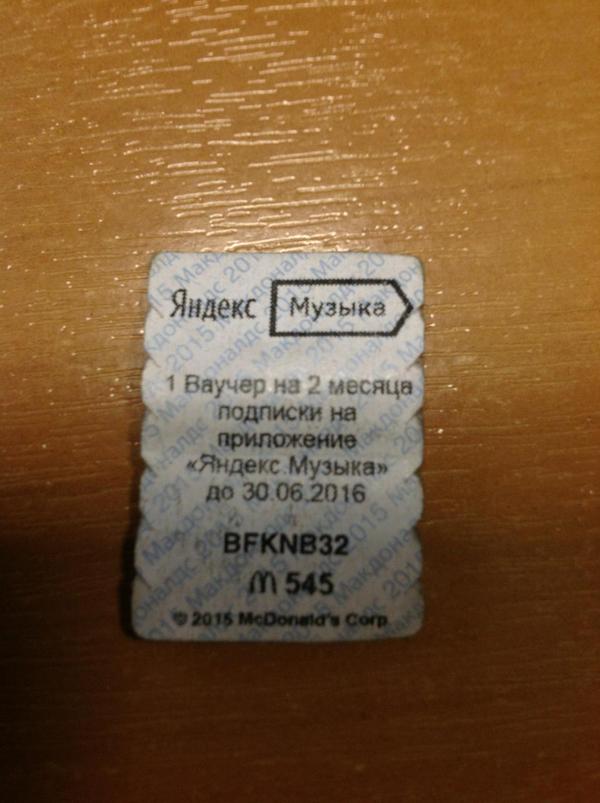 Яндекс Музыка
1 Ваучер на 2 месяца
подписки на
приложение
«Яндекс Музыка»
до 30.06.2016
BFKNB32
m 545
© 2015 McDonald's Corp